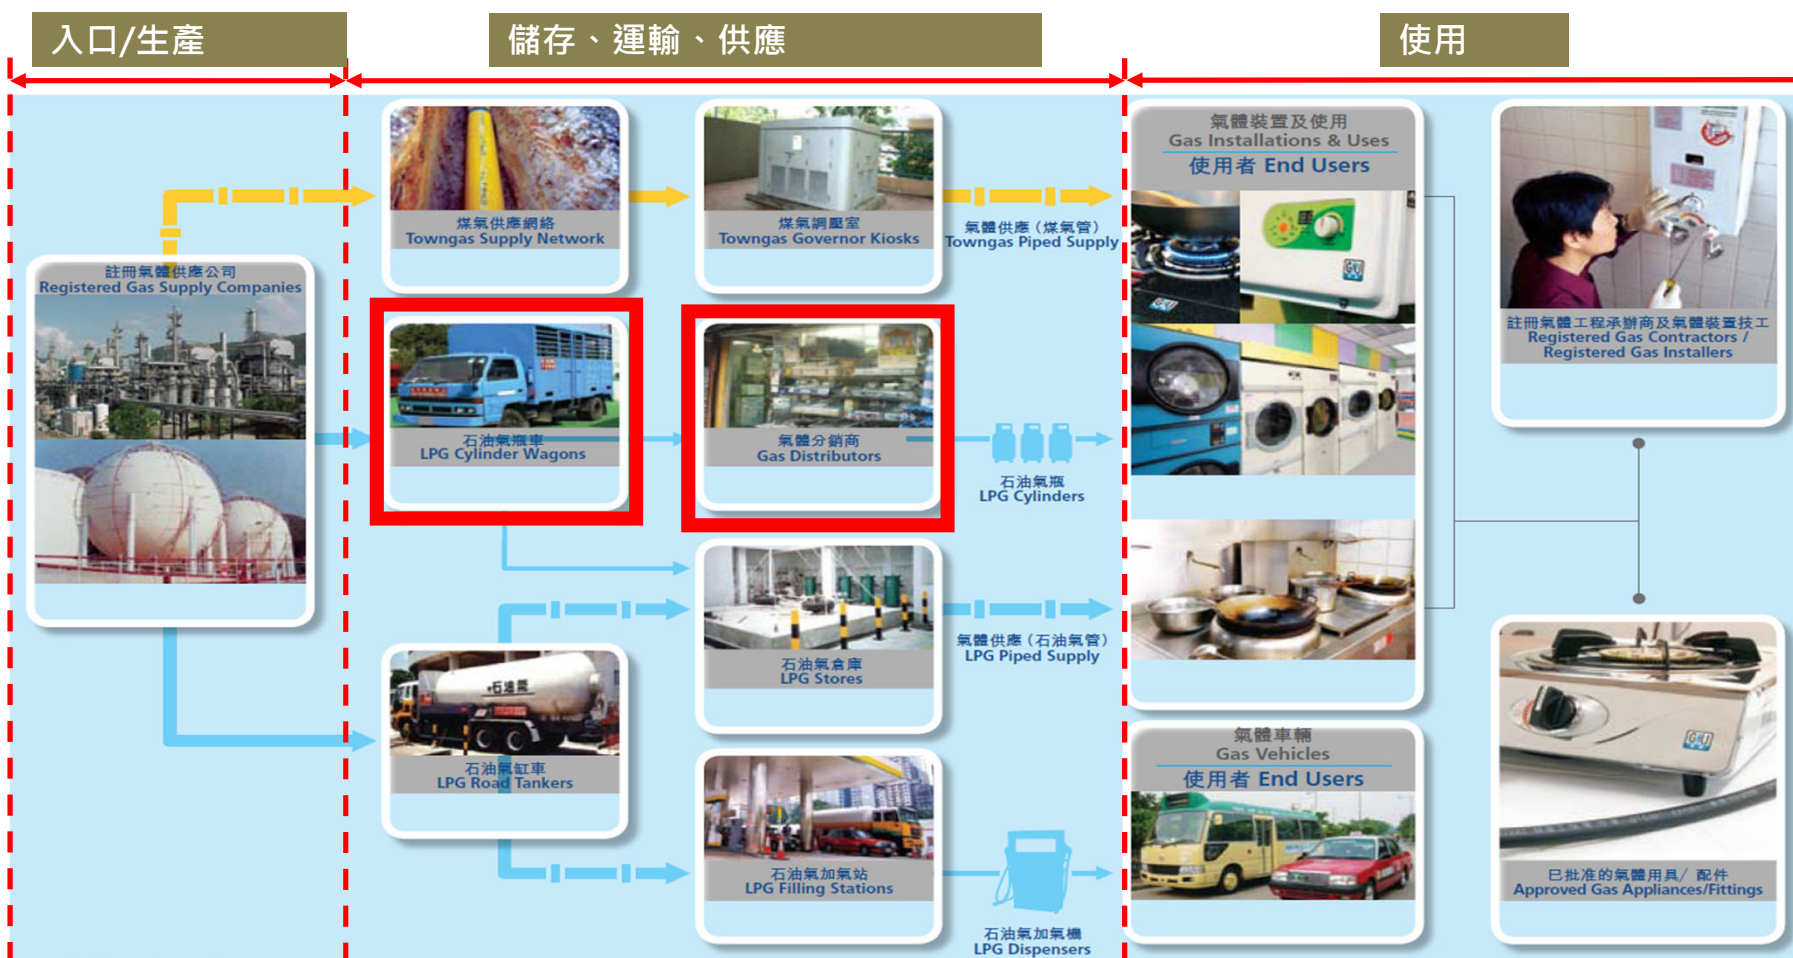 入口/生產
儲存、運輸、供應
使用
註冊氣體供應公司
Registered Gas Supply Companies
煤氣供應網絡
Towngas Supply Network
煤氣調壓室
Towngas Governor Kiosks
氣體供應 (煤氣管)
Towngas Piped Supply
石油氣瓶車
LPG Cylinder Wagons
氣體分銷商
Gas Distributors
石油氣瓶
LPG Cylinders
石油氣倉庫
LPG Stores
氣體供應 (石油氣管)
LPG Piped Supply
石油氣
石油氣缸車
LPG Road Tankers
石油氣加氣站
LPG Filling Stations
石油氣加氣機
LPG Dispensers
氣體裝置及使用
Gas Installations & Uses
使用者 End Users
GU
GU
氣體車輛
Gas Vehicles
使用者 End Users
註冊氣體工程承辦商及氣體裝置技工
Registered Gas Contractors /
Registered Gas Installers
GU
已批准的氣體用具/ 配件
Approved Gas Appliances/Fittings